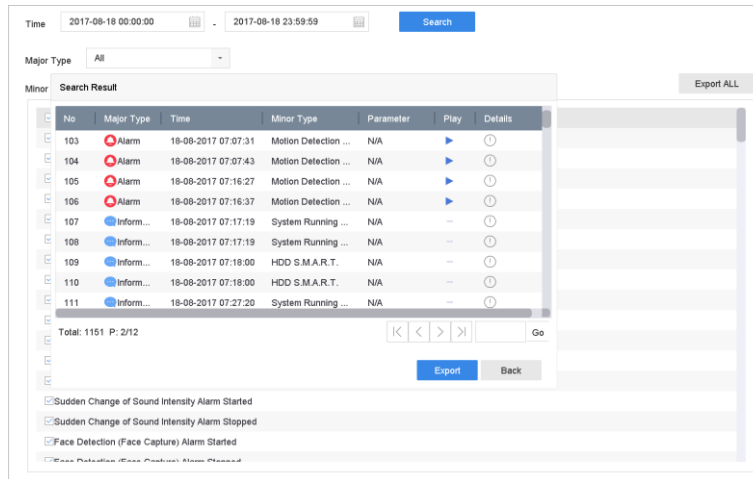 Time 2017-08-18 00:00:00 - 2017-08-18 23:59:59 Search
Major Type All
Minor Search Result Export ALL
No Major Type Time Minor Type Parameter Play Details
103 Alarm 18-08-2017 07:07:31 Motion Detection ... N/A
104 Alarm 18-08-2017 07:07:43 Motion Detection ... N/A
105 Alarm 18-08-2017 07:16:27 Motion Detection ... N/A
106 Alarm 18-08-2017 07:16:37 Motion Detection ... N/A
107 Inform... 18-08-2017 07:17:19 System Running ... N/A —
108 Inform... 18-08-2017 07:17:19 System Running ... N/A —
109 Inform... 18-08-2017 07:18:00 HDD S.M.A.R.T. N/A —
110 Inform... 18-08-2017 07:18:00 HDD S.M.A.R.T. N/A —
111 Inform... 18-08-2017 07:27:20 System Running ... N/A —
Total: 1151 P: 2/12 Go
Export Back
Sudden Change of Sound Intensity Alarm Started
Sudden Change of Sound Intensity Alarm Stopped
Face Detection (Face Capture) Alarm Started
Face Detection (Face Capture) Alarm Stopped